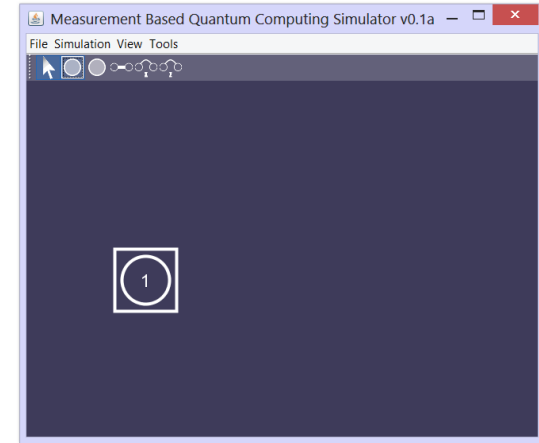 Measurement Based Quantum Computing Simulator v0.1a
File Simulation View Tools
1